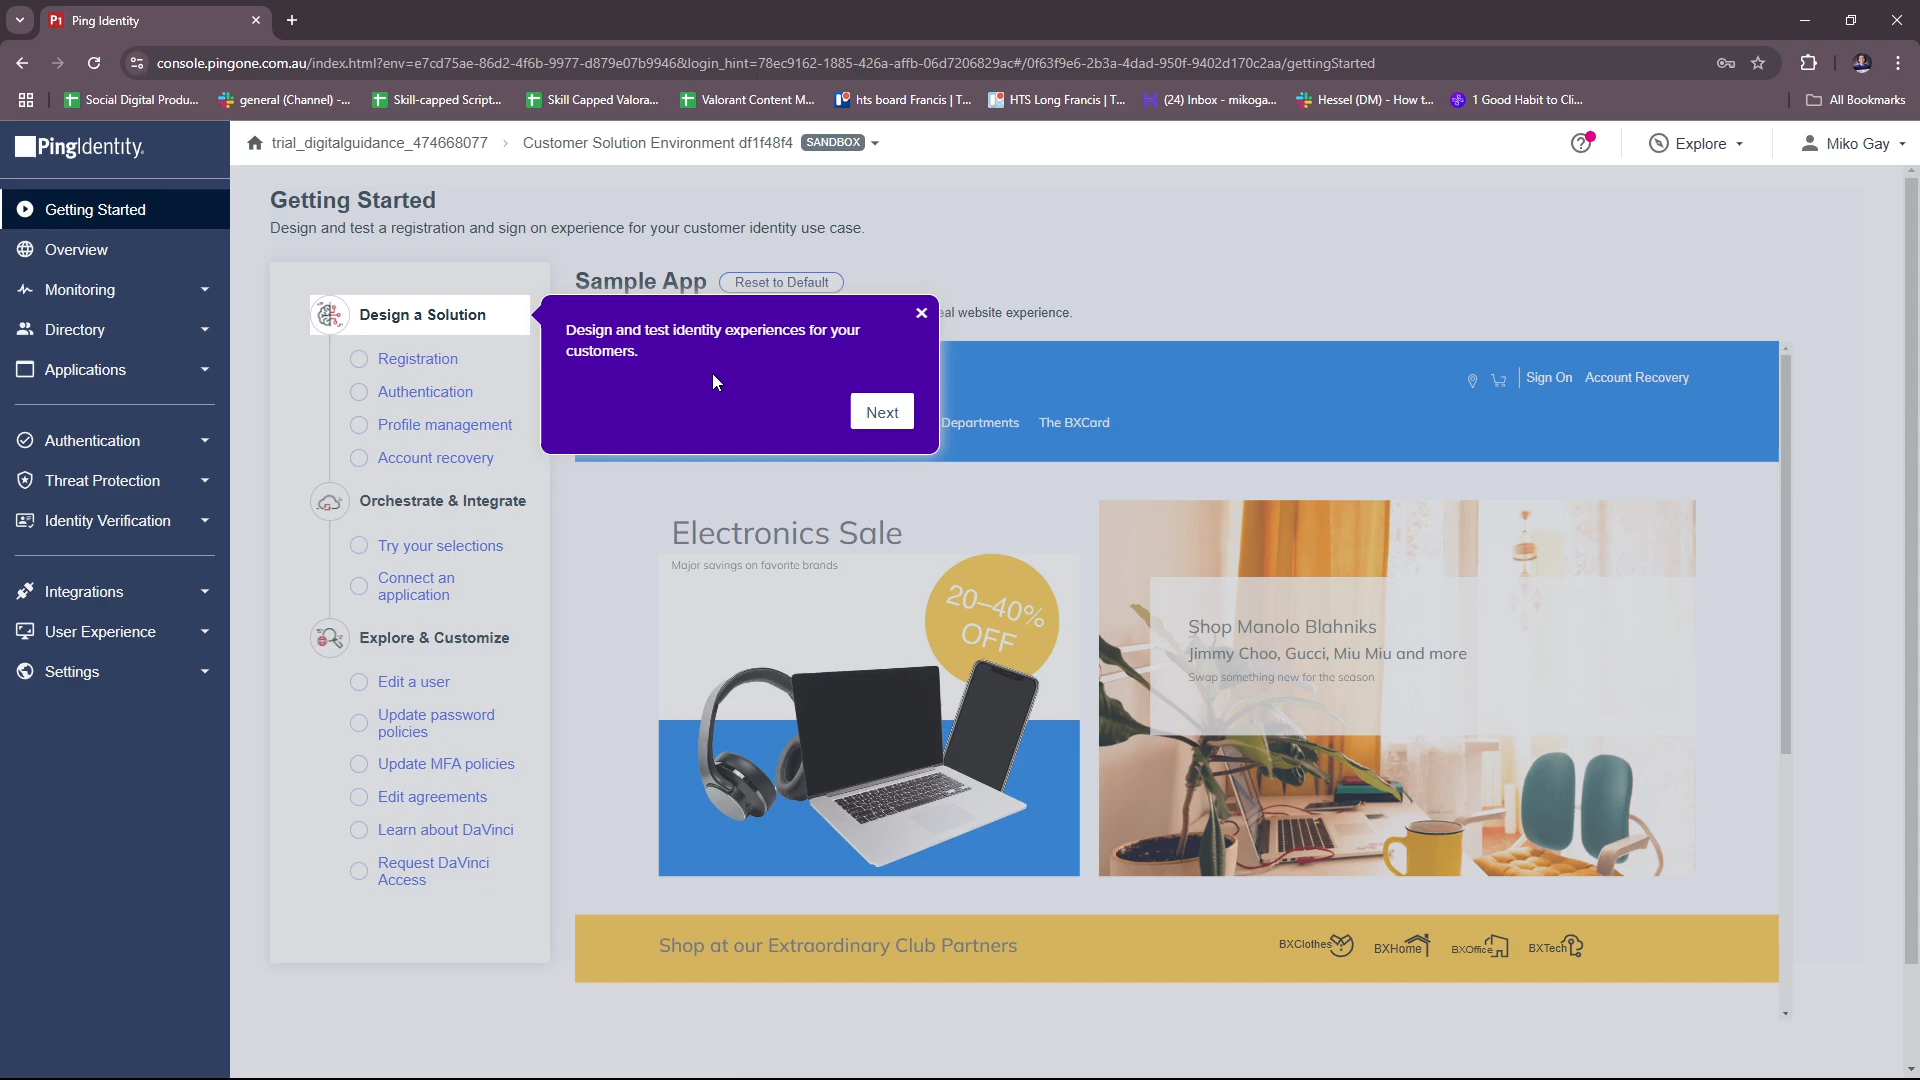 Ping Identity
console.pingone.com.au/index.html?env=e7cd75ae-86d2-4f6b-9977-d879e07b9946&login_hint=78ec9162-1885-426a-affb-06d7206829ac#/0f63f9e6-2b3a-4dad-950f-9402d170c2aa/gettingStarted
Social Digital Produ...
general (Channel) -...
Skill-capped Script...
Skill Capped Valora...
Valorant Content M...
hts board Francis | T...
HTS Long Francis | T...
(24) Inbox - mikoga...
Hessel (DM) - How t...
1 Good Habit to Cli...
All Bookmarks
PingIdentity.
trial_digitalguidance_474668077
Customer Solution Environment df1f48f4
SANDBOX
Explore
Miko Gay
Getting Started
Overview
Monitoring
Directory
Applications
Authentication
Threat Protection
Identity Verification
Integrations
User Experience
Settings
Getting Started
Design and test a registration and sign on experience for your customer identity use case.
Design a Solution
Registration
Authentication
Profile management
Account recovery
Orchestrate & Integrate
Try your selections
Connect an
application
Explore & Customize
Edit a user
Update password
policies
Update MFA policies
Edit agreements
Learn about DaVinci
Request DaVinci
Access
Sample App
Reset to Default
eal website experience.
Design and test identity experiences for your
customers.
Next
Sign On
Account Recovery
Departments
The BXCard
Electronics Sale
Major savings on favorite brands
20–40%
OFF
Shop Manolo Blahniks
Jimmy Choo, Gucci, Miu Miu and more
Swap something new for the season
Shop at our Extraordinary Club Partners
BXClothes
BXHome
BXOffice
BXTech